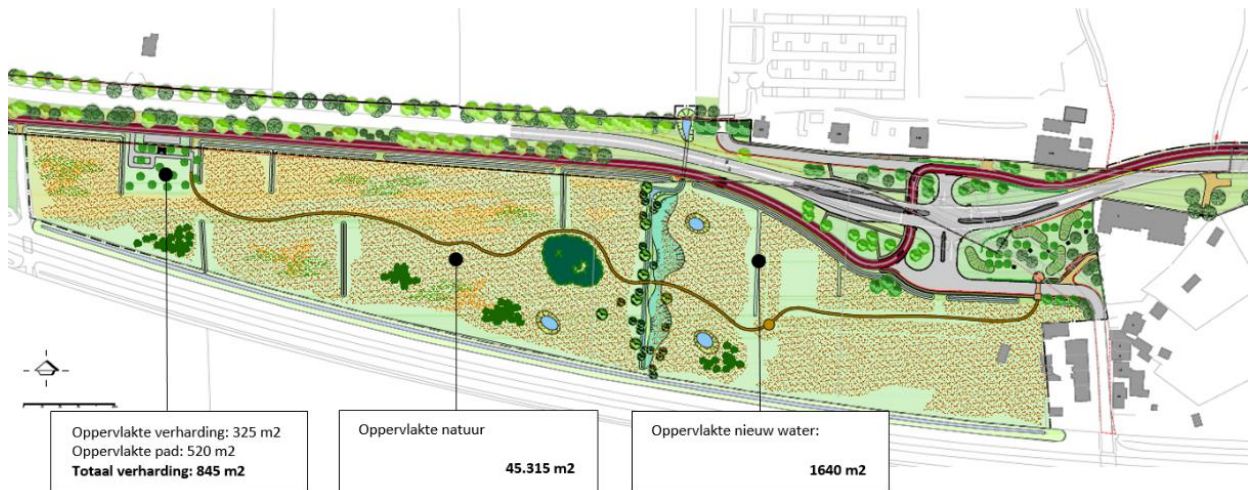 Oppervlakte verharding: 325 m2
Oppervlakte pad: 520 m2
Totaal verharding: 845 m2
Oppervlakte natuur
45.315 m2
Oppervlakte nieuw water:
1640 m2